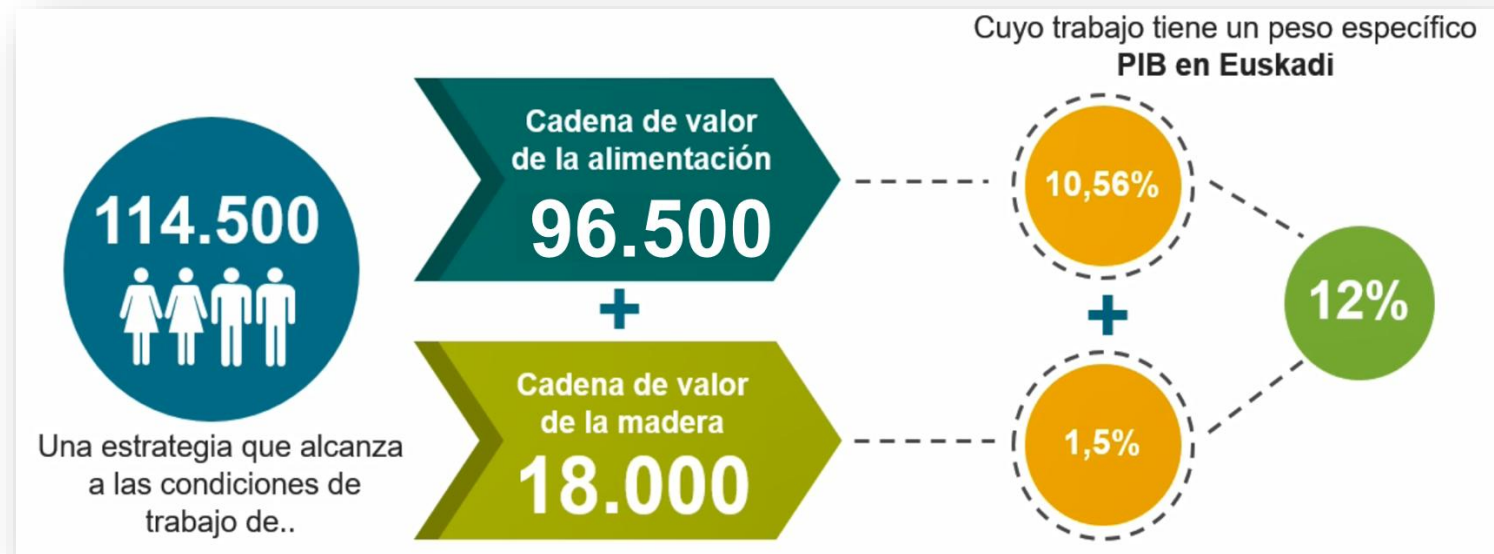 114.500
Una estrategia que alcanza
a las condiciones de
trabajo de..
Cadena de valor
de la alimentación
96.500
+
Cadena de valor
de la madera
18.000
Cuyo trabajo tiene un peso específico
PIB en Euskadi
10,56%
+
1,5%
12%